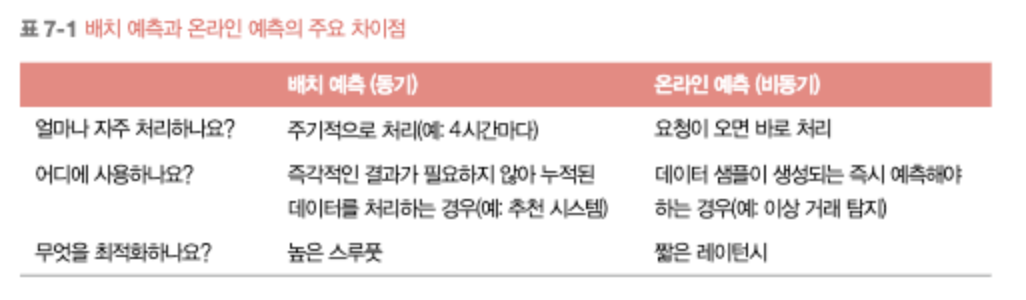 표 7-1 배치 예측과 온라인 예측의 주요 차이점
배치 예측 (동기) 온라인 예측 (비동기)
얼마나 자주 처리하나요? 주기적으로 처리(예: 4시간마다) 요청이 오면 바로 처리
어디에 사용하나요? 즉각적인 결과가 필요하지 않아 누적된 데이터 샘플이 생성되는 즉시 예측해야
데이터를 처리하는 경우(예: 추천 시스템) 하는 경우(예: 이상 거래 탐지)
무엇을 최적화하나요? 높은 스루풋 짧은 레이턴시